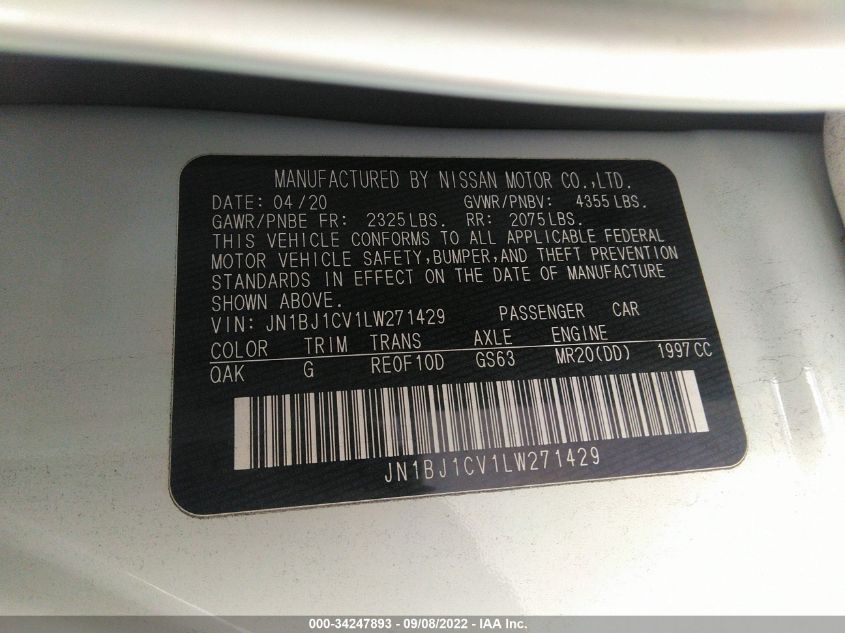 MANUFACTURED BY NISSAN MOTOR CO.,LTD.
DATE: 04/20 GVWR/PNBV: 4355 LBS.
GAWR/PNBE FR: 2325 LBS. RR: 2075 LBS.
THIS VEHICLE CONFORMS TO ALL APPLICABLE FEDERAL
MOTOR VEHICLE SAFETY, BUMPER, AND THEFT PREVENTION
STANDARDS IN EFFECT ON THE DATE OF MANUFACTURE
SHOWN ABOVE.
VIN: JN1BJ1CV1LW271429 PASSENGER CAR
COLOR TRIM TRANS AXLE ENGINE
QAK G RE0F10D GS63 MR20(DD) 1997 CC
JN1BJ1CV1LW271429
000-34247893 - 09/08/2022 - IAA Inc.